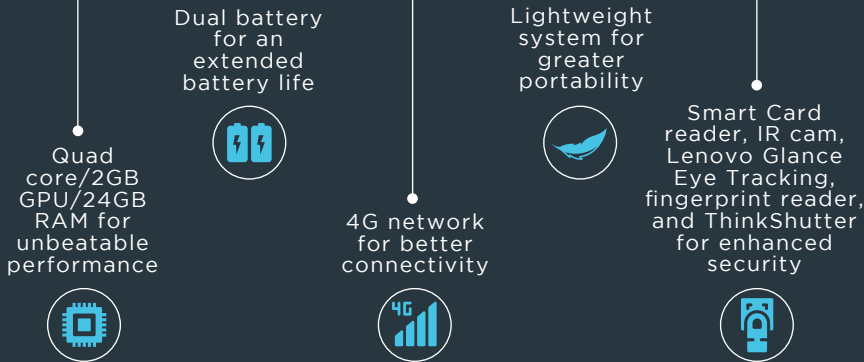 Dual battery
for an
extended
battery life
Lightweight
system for
greater
portability
Quad
core/2GB
GPU/24GB
RAM for
unbeatable
performance
4G network
for better
connectivity
4G
Smart Card
reader, IR cam,
Lenovo Glance
Eye Tracking,
fingerprint reader,
and ThinkShutter
for enhanced
security